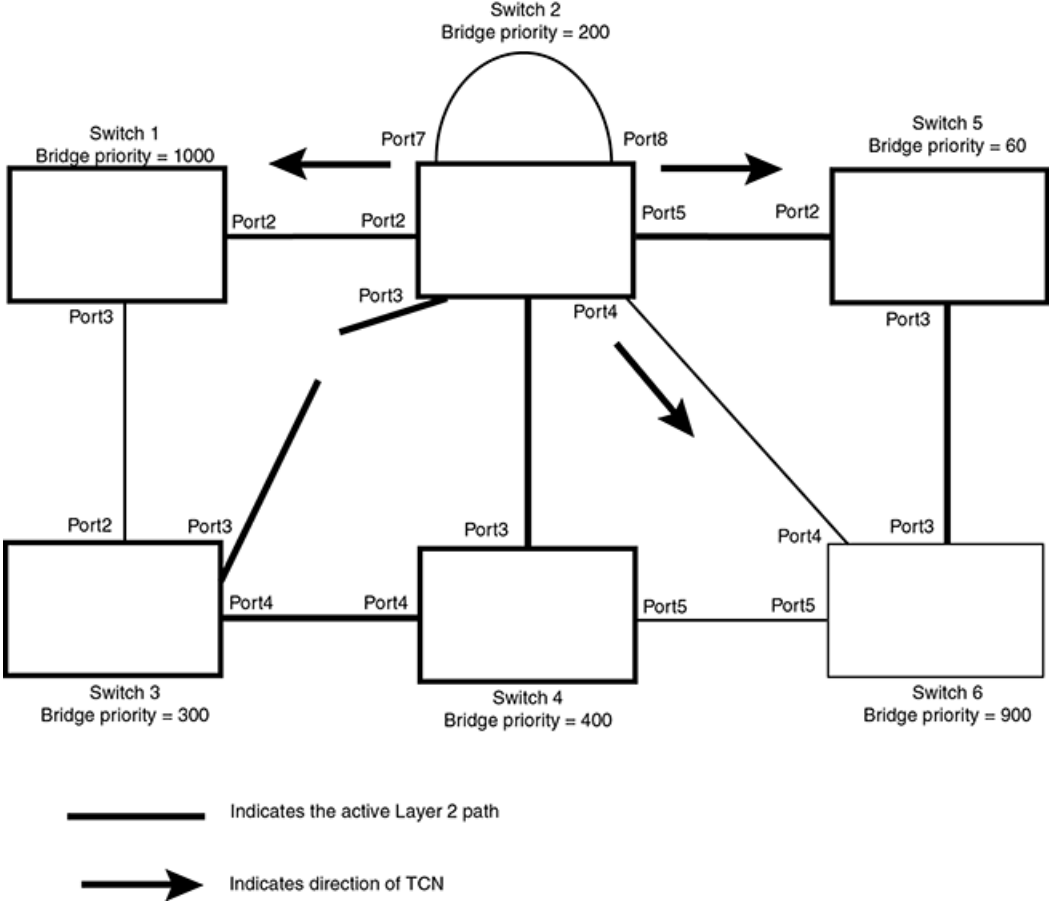 Switch 2
Bridge priority = 200
Switch 1
Bridge priority = 1000
Port7
Port8
Switch 5
Bridge priority = 60
Port2
Port2
Port5
Port2
Port3
Port3
Port4
Port3
Port2
Port3
Port3
Port4
Port3
Port4
Port4
Port5
Port5
Switch 3
Bridge priority = 300
Switch 4
Bridge priority = 400
Switch 6
Bridge priority = 900
Indicates the active Layer 2 path
Indicates direction of TCN